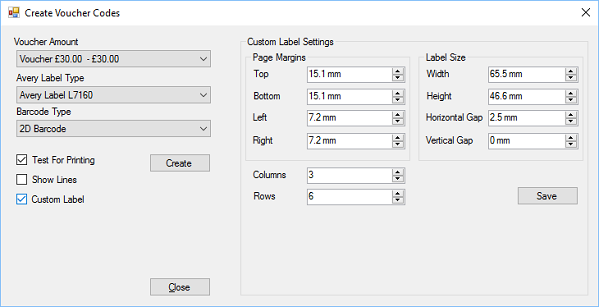 Create Voucher Codes
Voucher Amount
Voucher £30.00 - £30.00
Avery Label Type
Avery Label L7160
Barcode Type
2D Barcode
Test For Printing
Create
Show Lines
Custom Label
Close
Custom Label Settings
Page Margins
Top 15.1 mm
Bottom 15.1 mm
Left 7.2 mm
Right 7.2 mm
Label Size
Width 65.5 mm
Height 46.6 mm
Horizontal Gap 2.5 mm
Vertical Gap 0 mm
Columns 3
Rows 6
Save